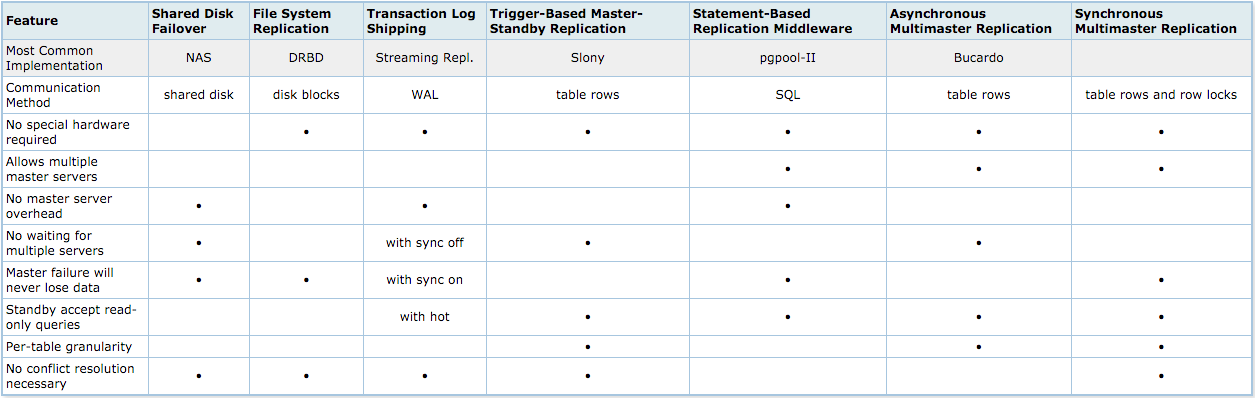 Feature
Shared Disk
Failover
File System
Replication
Transaction Log
Shipping
Trigger-Based Master-
Standby Replication
Statement-Based
Replication Middleware
Asynchronous
Multimaster Replication
Synchronous
Multimaster Replication
Most Common
Implementation
NAS
DRBD
Streaming Repl.
Slony
pgpool-II
Bucardo
Communication
Method
shared disk
disk blocks
WAL
table rows
SQL
table rows
table rows and row locks
No special hardware
required
• • • • • •
Allows multiple
master servers
• • •
No master server
overhead
• • •
No waiting for
multiple servers
•
with sync off
• •
Master failure will
never lose data
• •
with sync on
• •
Standby accept read-
only queries
with hot
• • • •
Per-table granularity
• • •
No conflict resolution
necessary
• • • • •